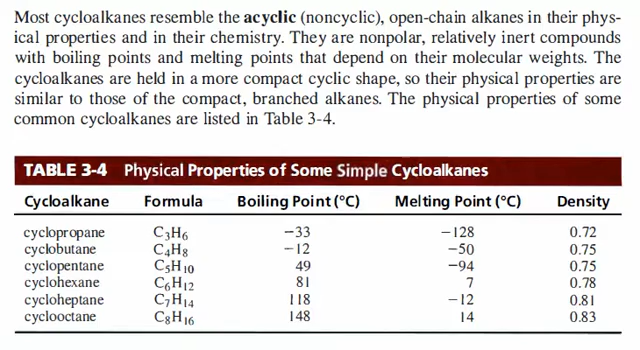 Most cycloalkanes resemble the acyclic (noncyclic), open-chain alkanes in their phys-
ical properties and in their chemistry. They are nonpolar, relatively inert compounds
with boiling points and melting points that depend on their molecular weights. The
cycloalkanes are held in a more compact cyclic shape, so their physical properties are
similar to those of the compact, branched alkanes. The physical properties of some
common cycloalkanes are listed in Table 3-4.
TABLE 3-4 Physical Properties of Some Simple Cycloalkanes
Cycloalkane Formula Boiling Point (°C) Melting Point (°C) Density
cyclopropane C₃H₆ −33 −128 0.72
cyclobutane C₄H₈ −12 −50 0.75
cyclopentane C₅H₁₀ 49 −94 0.75
cyclohexane C₆H₁₂ 81 7 0.78
cycloheptane C₇H₁₄ 118 −12 0.81
cyclooctane C₈H₁₆ 148 14 0.83